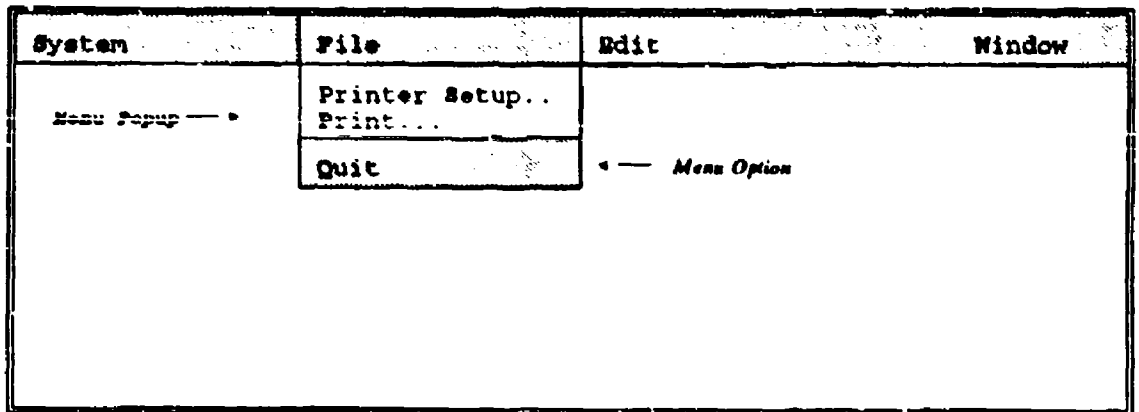 System File Edit Window
Printer Setup..
Menu Popup
Print...
Quit
Menu Option